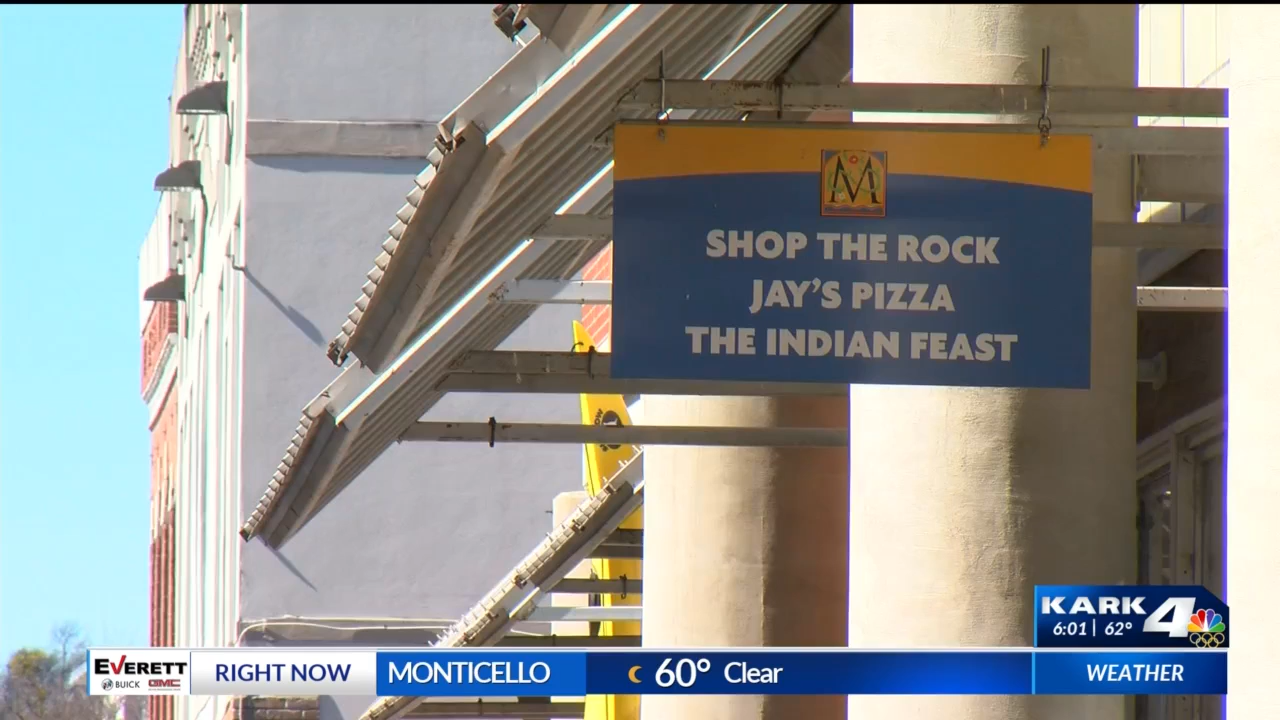 M
SHOP THE ROCK
JAY'S PIZZA
THE INDIAN FEAST
KARK 4
6:01 | 62°
EVERETT
BUICK GMC
RIGHT NOW
MONTICELLO
60° Clear
WEATHER